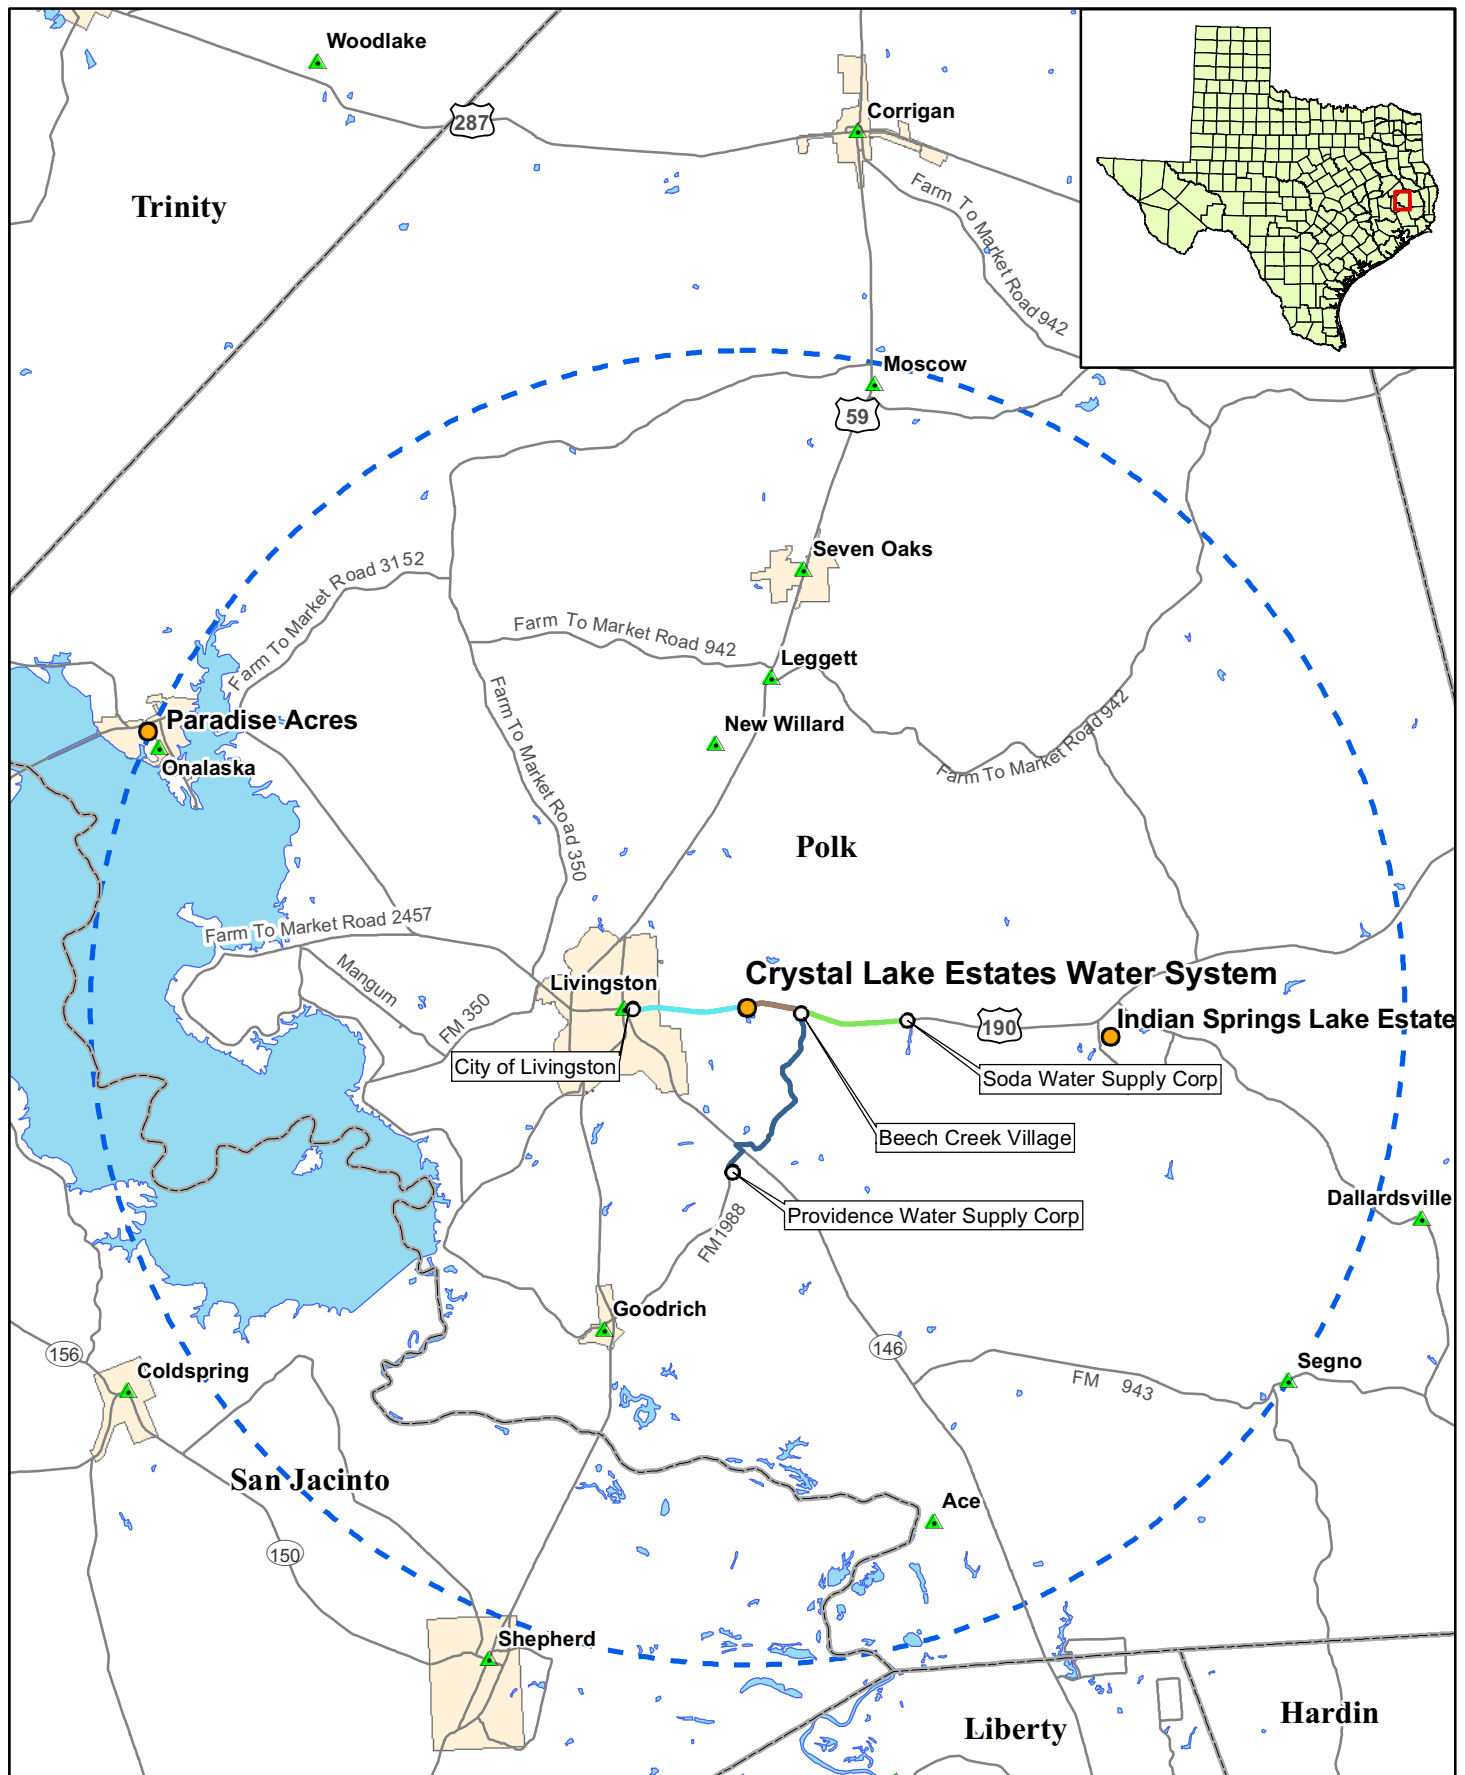 Woodlake
287
Corrigan
Farm To Market Road 942
Trinity
Moscow
59
Seven Oaks
Farm To Market Road 3152
Farm To Market Road 942
Leggett
Farm To Market Road 350
New Willard
Farm To Market Road 942
Paradise Acres
Onalaska
Polk
Farm To Market Road 2457
Mangum
FM 350
Livingston
Crystal Lake Estates Water System
190
Indian Springs Lake Estate
City of Livingston
Soda Water Supply Corp
Beech Creek Village
Dallardsville
Providence Water Supply Corp
FM 1988
Goodrich
156
146
Coldspring
Segno
FM 943
San Jacinto
Ace
150
Shepherd
Liberty
Hardin